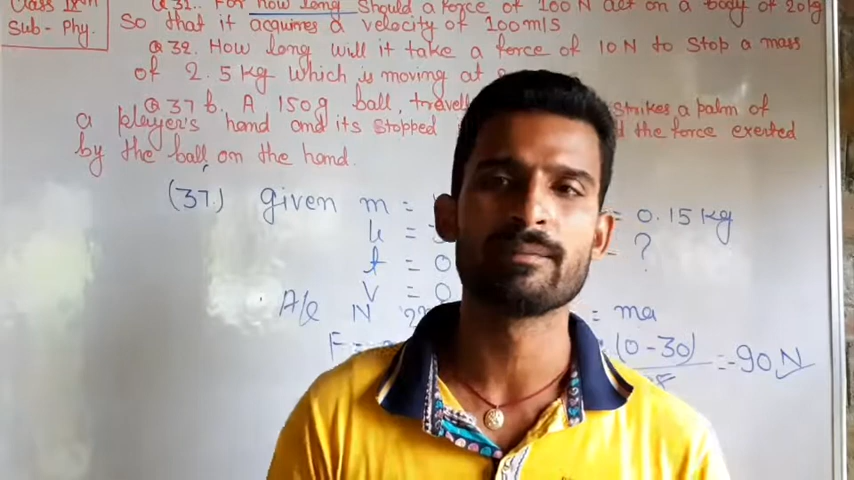 Class IXth
Sub - Phy.
Q 31.. For how long should a force of 100 N act on a body of 20 kg
so that it acquires a velocity of 100m/s
Q 32. How long will it take a force of 10 N to stop a mass
of 2.5 kg which is moving at
Q 37 b. A 150g ball, travell strikes a palm of
a player's hand and its stopped the force exerted
by the ball on the hand
(37.) given m = = 0.15 kg
u = = ?
t = 0
v = 0
A/c N = ma
F = (0-30) = -90 N